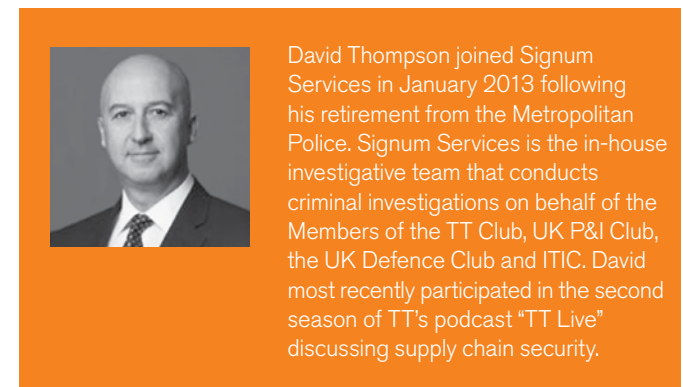 David Thompson joined Signum
Services in January 2013 following
his retirement from the Metropolitan
Police. Signum Services is the in-house
investigative team that conducts
criminal investigations on behalf of the
Members of the TT Club, UK P&I Club,
the UK Defence Club and ITIC. David
most recently participated in the second
season of TT’s podcast “TT Live”
discussing supply chain security.